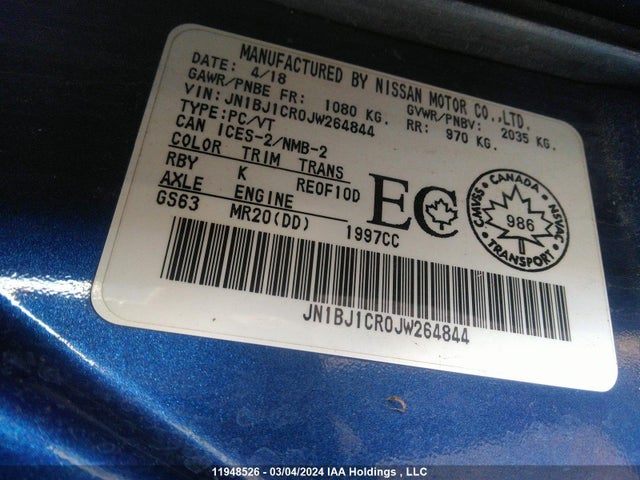 MANUFACTURED BY NISSAN MOTOR CO.,LTD.
DATE: 4/18 GVWR/PNBV: 2035 KG.
GAWR/PNBE FR: 1080 KG. RR: 970 KG.
VIN: JN1BJ1CR0JW264844
TYPE:PC/VT
CAN ICES-2/NMB-2
COLOR TRIM TRANS
RBY K RE0F10D
AXLE ENGINE
GS63 MR20(DD) 1997CC
EC
CANADA
CMVSS NSVAC
986
TRANSPORT
JN1BJ1CR0JW264844
11948526 - 03/04/2024 IAA Holdings , LLC